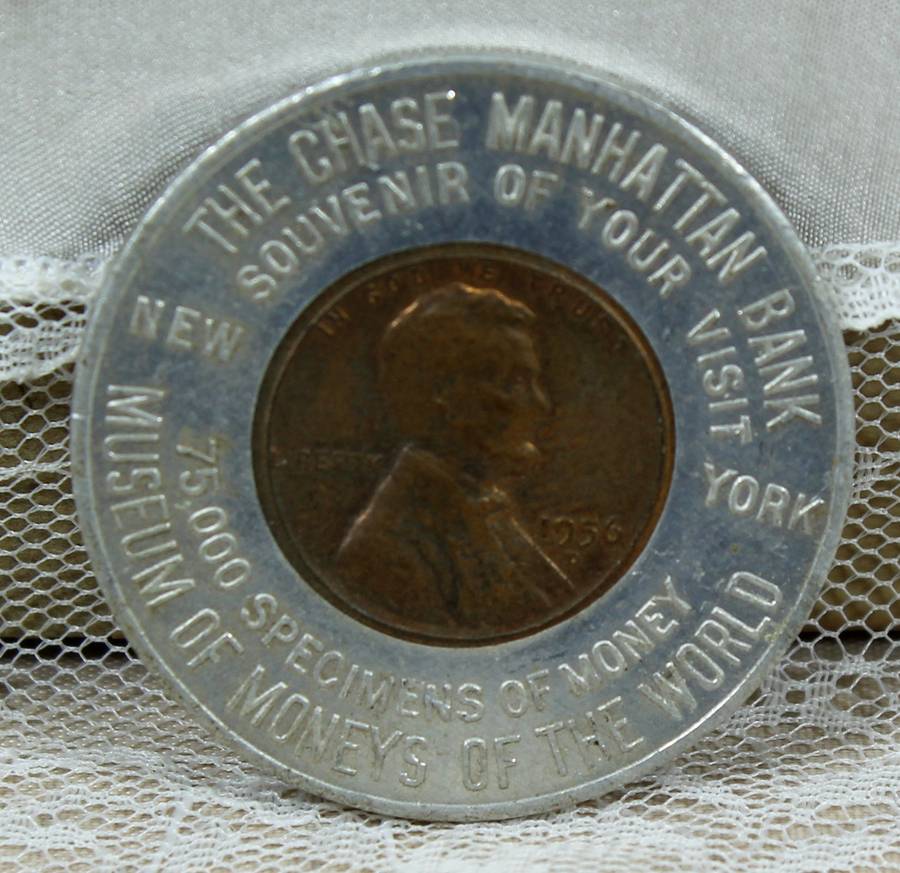 THE CHASE MANHATTAN BANK
SOUVENIR OF YOUR VISIT
NEW YORK
IN GOD WE TRUST
LIBERTY
1956
D
75,000 SPECIMENS OF MONEY
MUSEUM OF MONEYS OF THE WORLD